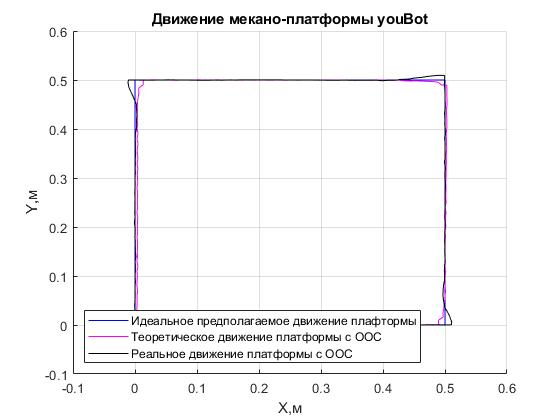 Движение мекано-платформы youBot
0.6
0.5
0.4
0.3
0.2
0.1
0
-0.1
Y,м
Идеальное предполагаемое движение плафтормы
Теоретическое движение платформы с ООС
Реальное движение платформы с ООС
-0.1 0 0.1 0.2 0.3 0.4 0.5 0.6
X,м